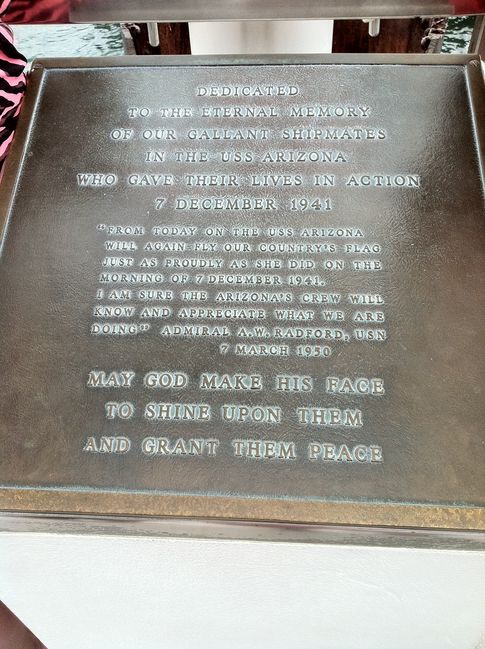 DEDICATED
TO THE ETERNAL MEMORY
OF OUR GALLANT SHIPMATES
IN THE USS ARIZONA
WHO GAVE THEIR LIVES IN ACTION
7 DECEMBER 1941
"FROM TODAY ON THE USS ARIZONA
WILL AGAIN FLY OUR COUNTRY'S FLAG
JUST AS PROUDLY AS SHE DID ON THE
MORNING OF 7 DECEMBER 1941.
I AM SURE THE ARIZONA'S CREW WILL
KNOW AND APPRECIATE WHAT WE ARE
DOING" ADMIRAL A.W. RADFORD, USN
7 MARCH 1950
MAY GOD MAKE HIS FACE
TO SHINE UPON THEM
AND GRANT THEM PEACE